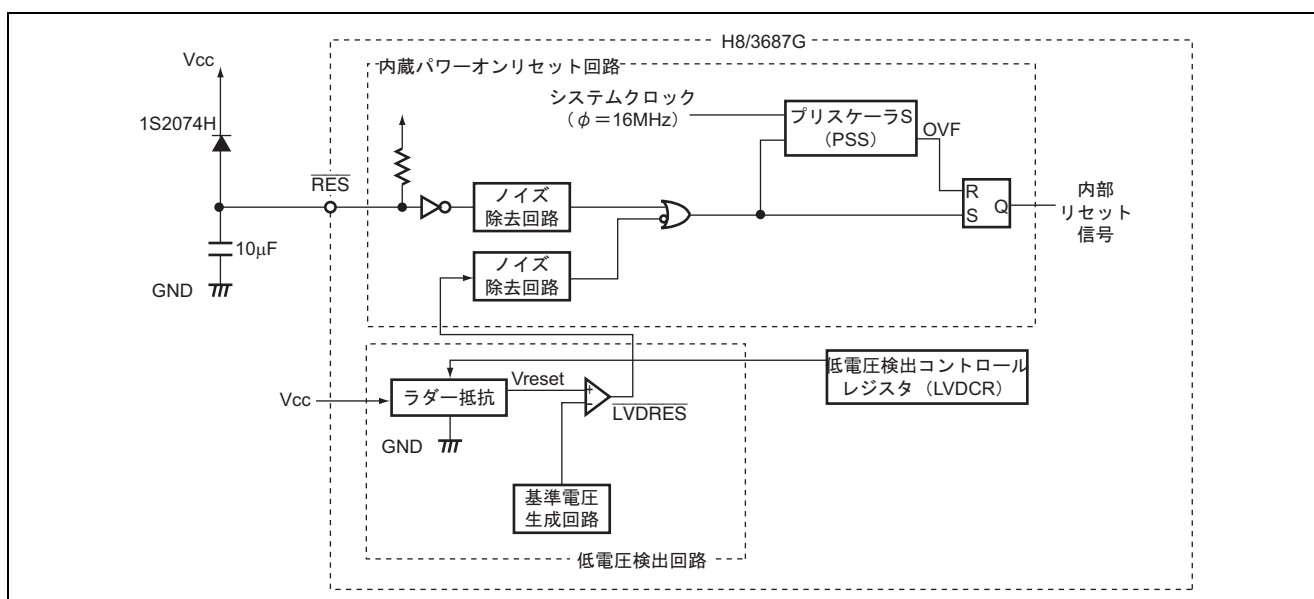 H8/3687G
Vcc
内蔵パワーオンリセット回路
システムクロック
（φ＝16MHz）
プリスケーラS
（PSS）
OVF
1S2074H
RES
ノイズ
除去回路
R
S
Q
内部
リセット
信号
10μF
GND
ノイズ
除去回路
低電圧検出コントロール
レジスタ（LVDCR）
Vcc
ラダー抵抗
Vreset
+
-
LVDRES
GND
基準電圧
生成回路
低電圧検出回路